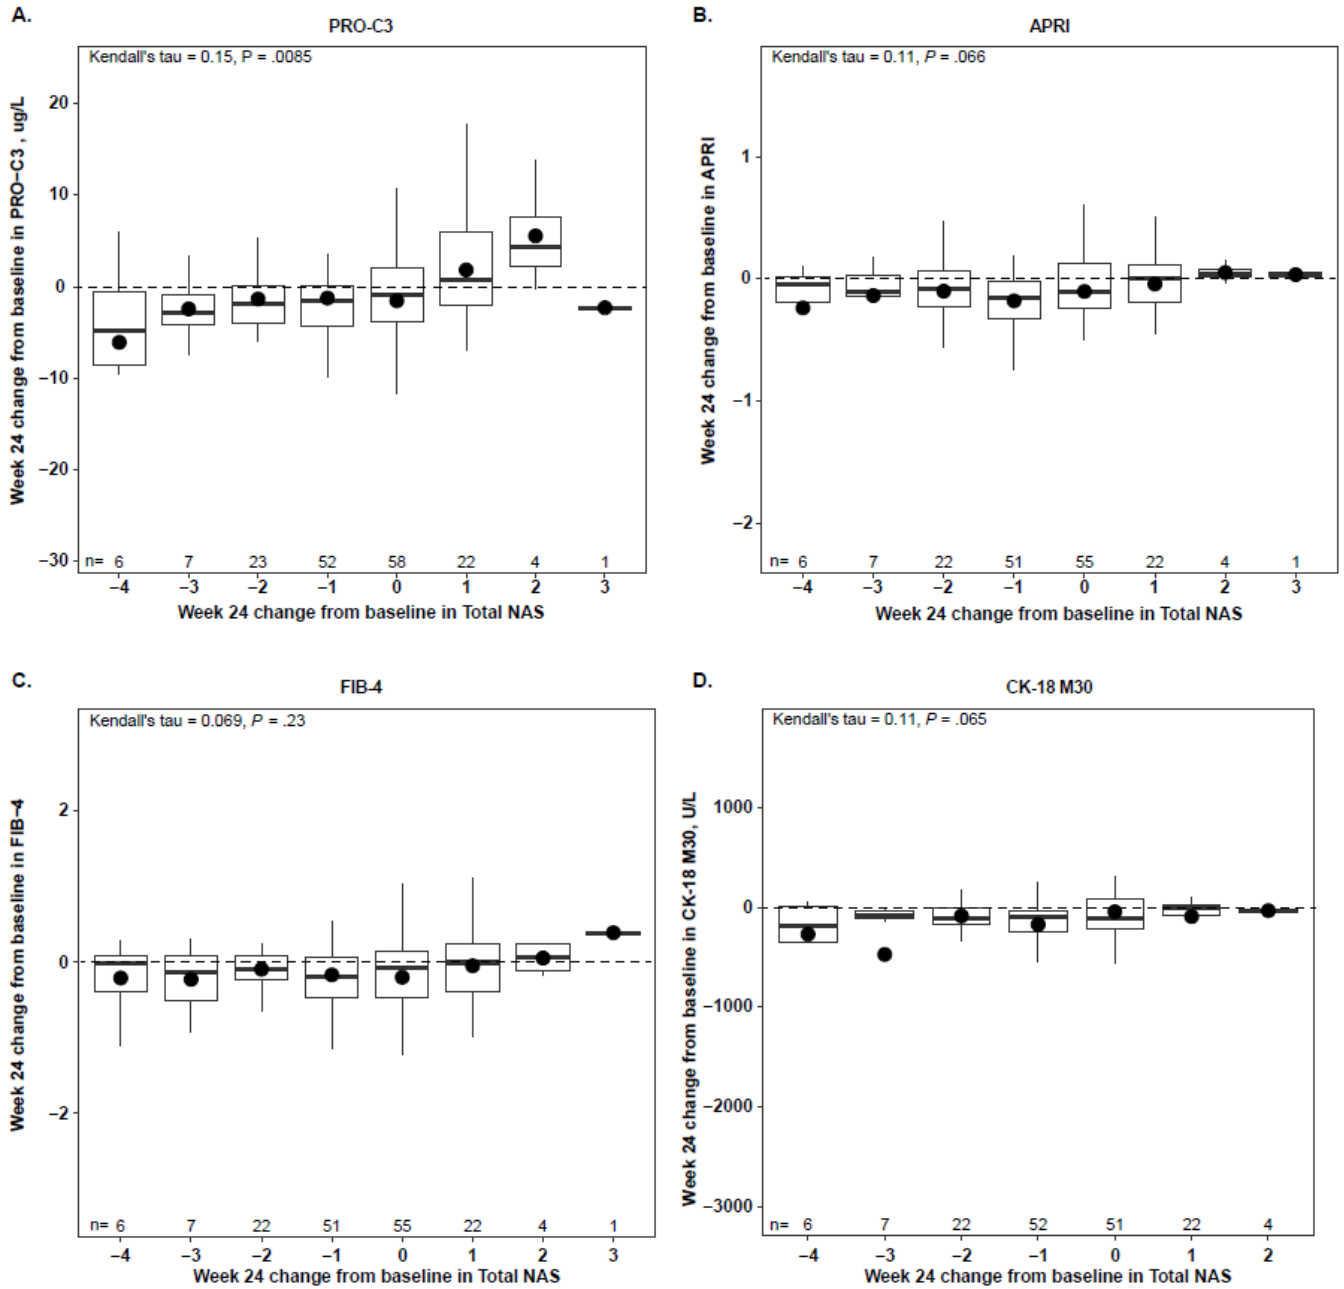 A.
PRO-C3
Kendall's tau = 0.15, P = .0085
Week 24 change from baseline in PRO−C3 , ug/L
20
10
0
−10
−20
−30
n= 6 7 23 52 58 22 4 1
−4 −3 −2 −1 0 1 2 3
Week 24 change from baseline in Total NAS
B.
APRI
Kendall's tau = 0.11, P = .066
Week 24 change from baseline in APRI
1
0
−1
−2
n= 6 7 22 51 55 22 4 1
−4 −3 −2 −1 0 1 2 3
Week 24 change from baseline in Total NAS
C.
FIB-4
Kendall's tau = 0.069, P = .23
Week 24 change from baseline in FIB−4
2
0
−2
n= 6 7 22 51 55 22 4 1
−4 −3 −2 −1 0 1 2 3
Week 24 change from baseline in Total NAS
D.
CK-18 M30
Kendall's tau = 0.11, P = .065
Week 24 change from baseline in CK−18 M30, U/L
1000
0
−1000
−2000
−3000
n= 6 7 22 52 51 22 4
−4 −3 −2 −1 0 1 2
Week 24 change from baseline in Total NAS